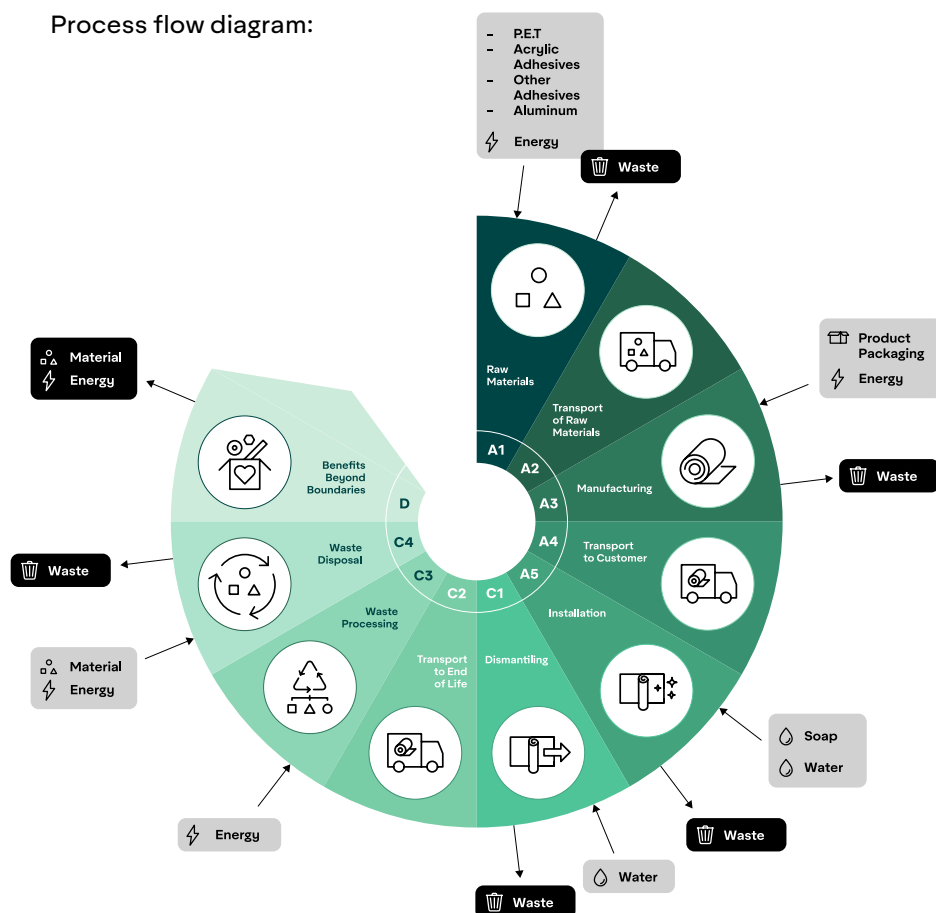 Process flow diagram:
- P.E.T
- Acrylic
Adhesives
- Other
Adhesives
- Aluminum
Energy
Waste
Raw
Materials
A1
Transport
of Raw
Materials
A2
Product
Packaging
Energy
Manufacturing
A3
Waste
Transport
to Customer
A4
Installation
A5
Soap
Water
Waste
Dismantiling
C1
Water
Waste
Transport
to End
of Life
C2
Waste
Processing
C3
Energy
Waste
Disposal
C4
Material
Energy
Waste
Benefits
Beyond
Boundaries
D
Material
Energy